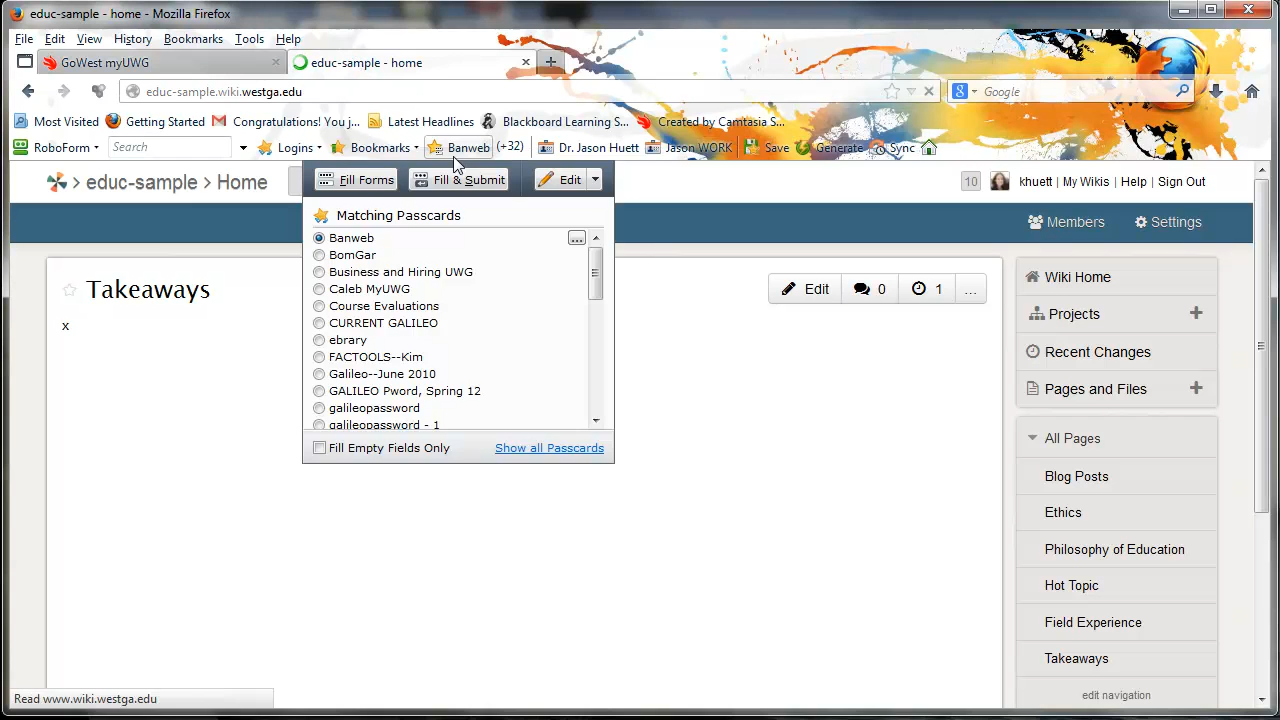 educ-sample - home - Mozilla Firefox
File Edit View History Bookmarks Tools Help
GoWest myUWG
educ-sample - home
educ-sample.wiki.westga.edu
Google
Most Visited Getting Started Congratulations! You j... Latest Headlines Blackboard Learning S... Created by Camtasia S...
RoboForm Search Logins Bookmarks Banweb (+32) Dr. Jason Huett Jason WORK Save Generate Sync
educ-sample > Home
10 khuett | My Wikis | Help | Sign Out
Fill Forms Fill & Submit Edit
Members Settings
Matching Passcards
Banweb ...
BomGar
Business and Hiring UWG
Caleb MyUWG
Course Evaluations
CURRENT GALILEO
ebrary
FACTOOLS--Kim
Galileo--June 2010
GALILEO Pword, Spring 12
galileopassword
galileopassword - 1
Fill Empty Fields Only Show all Passcards
Takeaways
Edit 0 1 ...
x
Wiki Home
Projects
Recent Changes
Pages and Files
All Pages
Blog Posts
Ethics
Philosophy of Education
Hot Topic
Field Experience
Takeaways
edit navigation
Read www.wiki.westga.edu